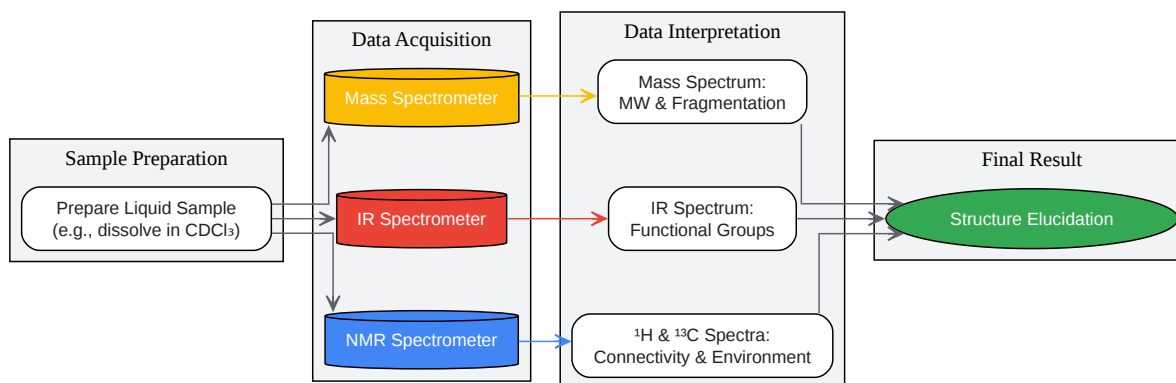 Sample Preparation
Prepare Liquid Sample
(e.g., dissolve in CDCl₃)
Data Acquisition
Mass Spectrometer
IR Spectrometer
NMR Spectrometer
Data Interpretation
Mass Spectrum:
MW & Fragmentation
IR Spectrum:
Functional Groups
¹H & ¹³C Spectra:
Connectivity & Environment
Final Result
Structure Elucidation